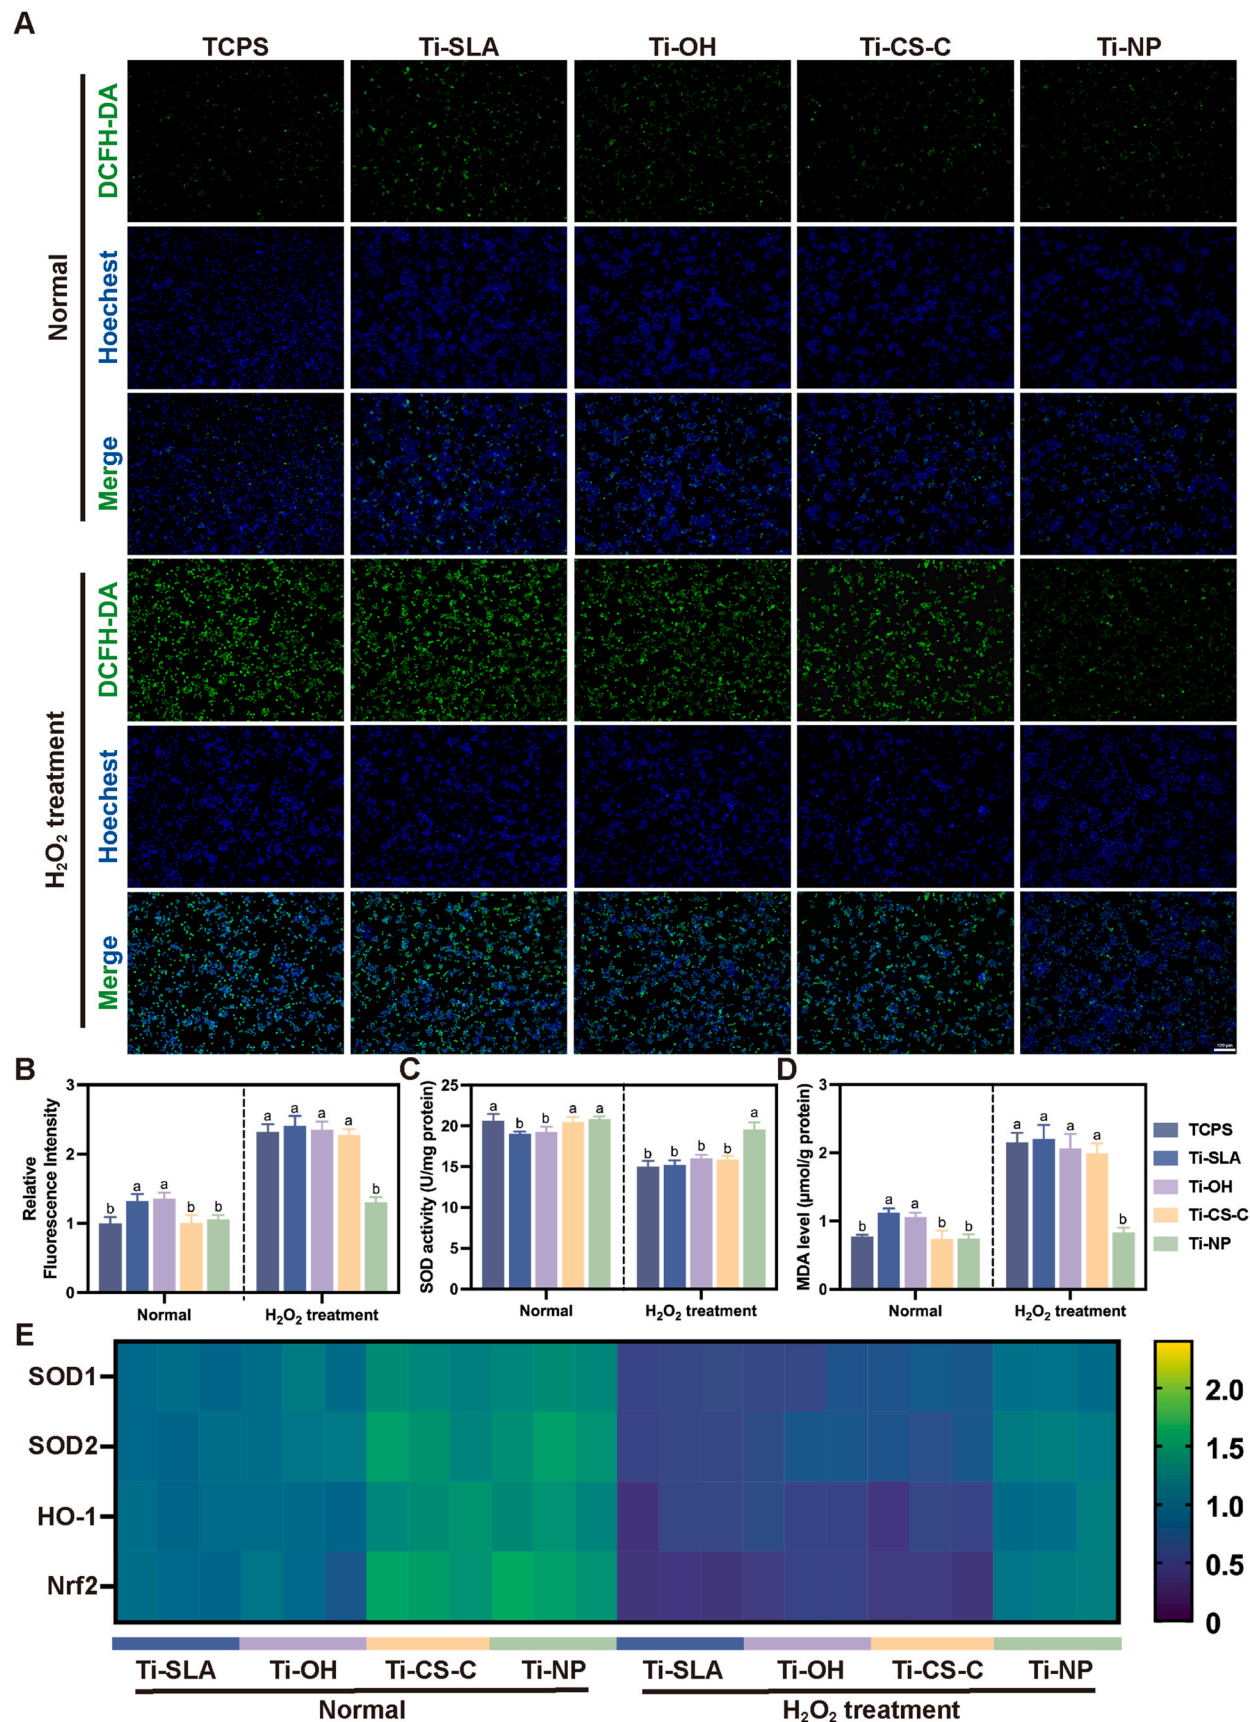 A
TCPS Ti-SLA Ti-OH Ti-CS-C Ti-NP
Normal
DCFH-DA
Hoechest
Merge
H₂O₂ treatment
DCFH-DA
Hoechest
Merge
100 μm
B
Relative
Fluorescence Intensity
3
2
1
0
b a a b b
a a a a b
Normal H₂O₂ treatment
C
SOD activity (U/mg protein)
25
20
15
10
5
0
a b b a a
b b b b a
Normal H₂O₂ treatment
D
MDA level (μmol/g protein)
3
2
1
0
b a a b b
a a a a b
Normal H₂O₂ treatment
TCPS
Ti-SLA
Ti-OH
Ti-CS-C
Ti-NP
E
SOD1
SOD2
HO-1
Nrf2
2.0
1.5
1.0
0.5
0
Ti-SLA Ti-OH Ti-CS-C Ti-NP Ti-SLA Ti-OH Ti-CS-C Ti-NP
Normal H₂O₂ treatment